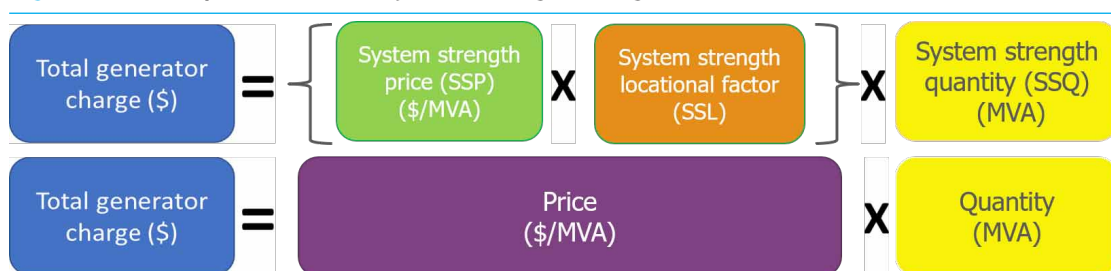 Total generator
charge ($)
=
{
System strength
price (SSP)
($/MVA)
X
System strength
locational factor
(SSL)
}
X
System strength
quantity (SSQ)
(MVA)
Total generator
charge ($)
=
Price
($/MVA)
X
Quantity
(MVA)